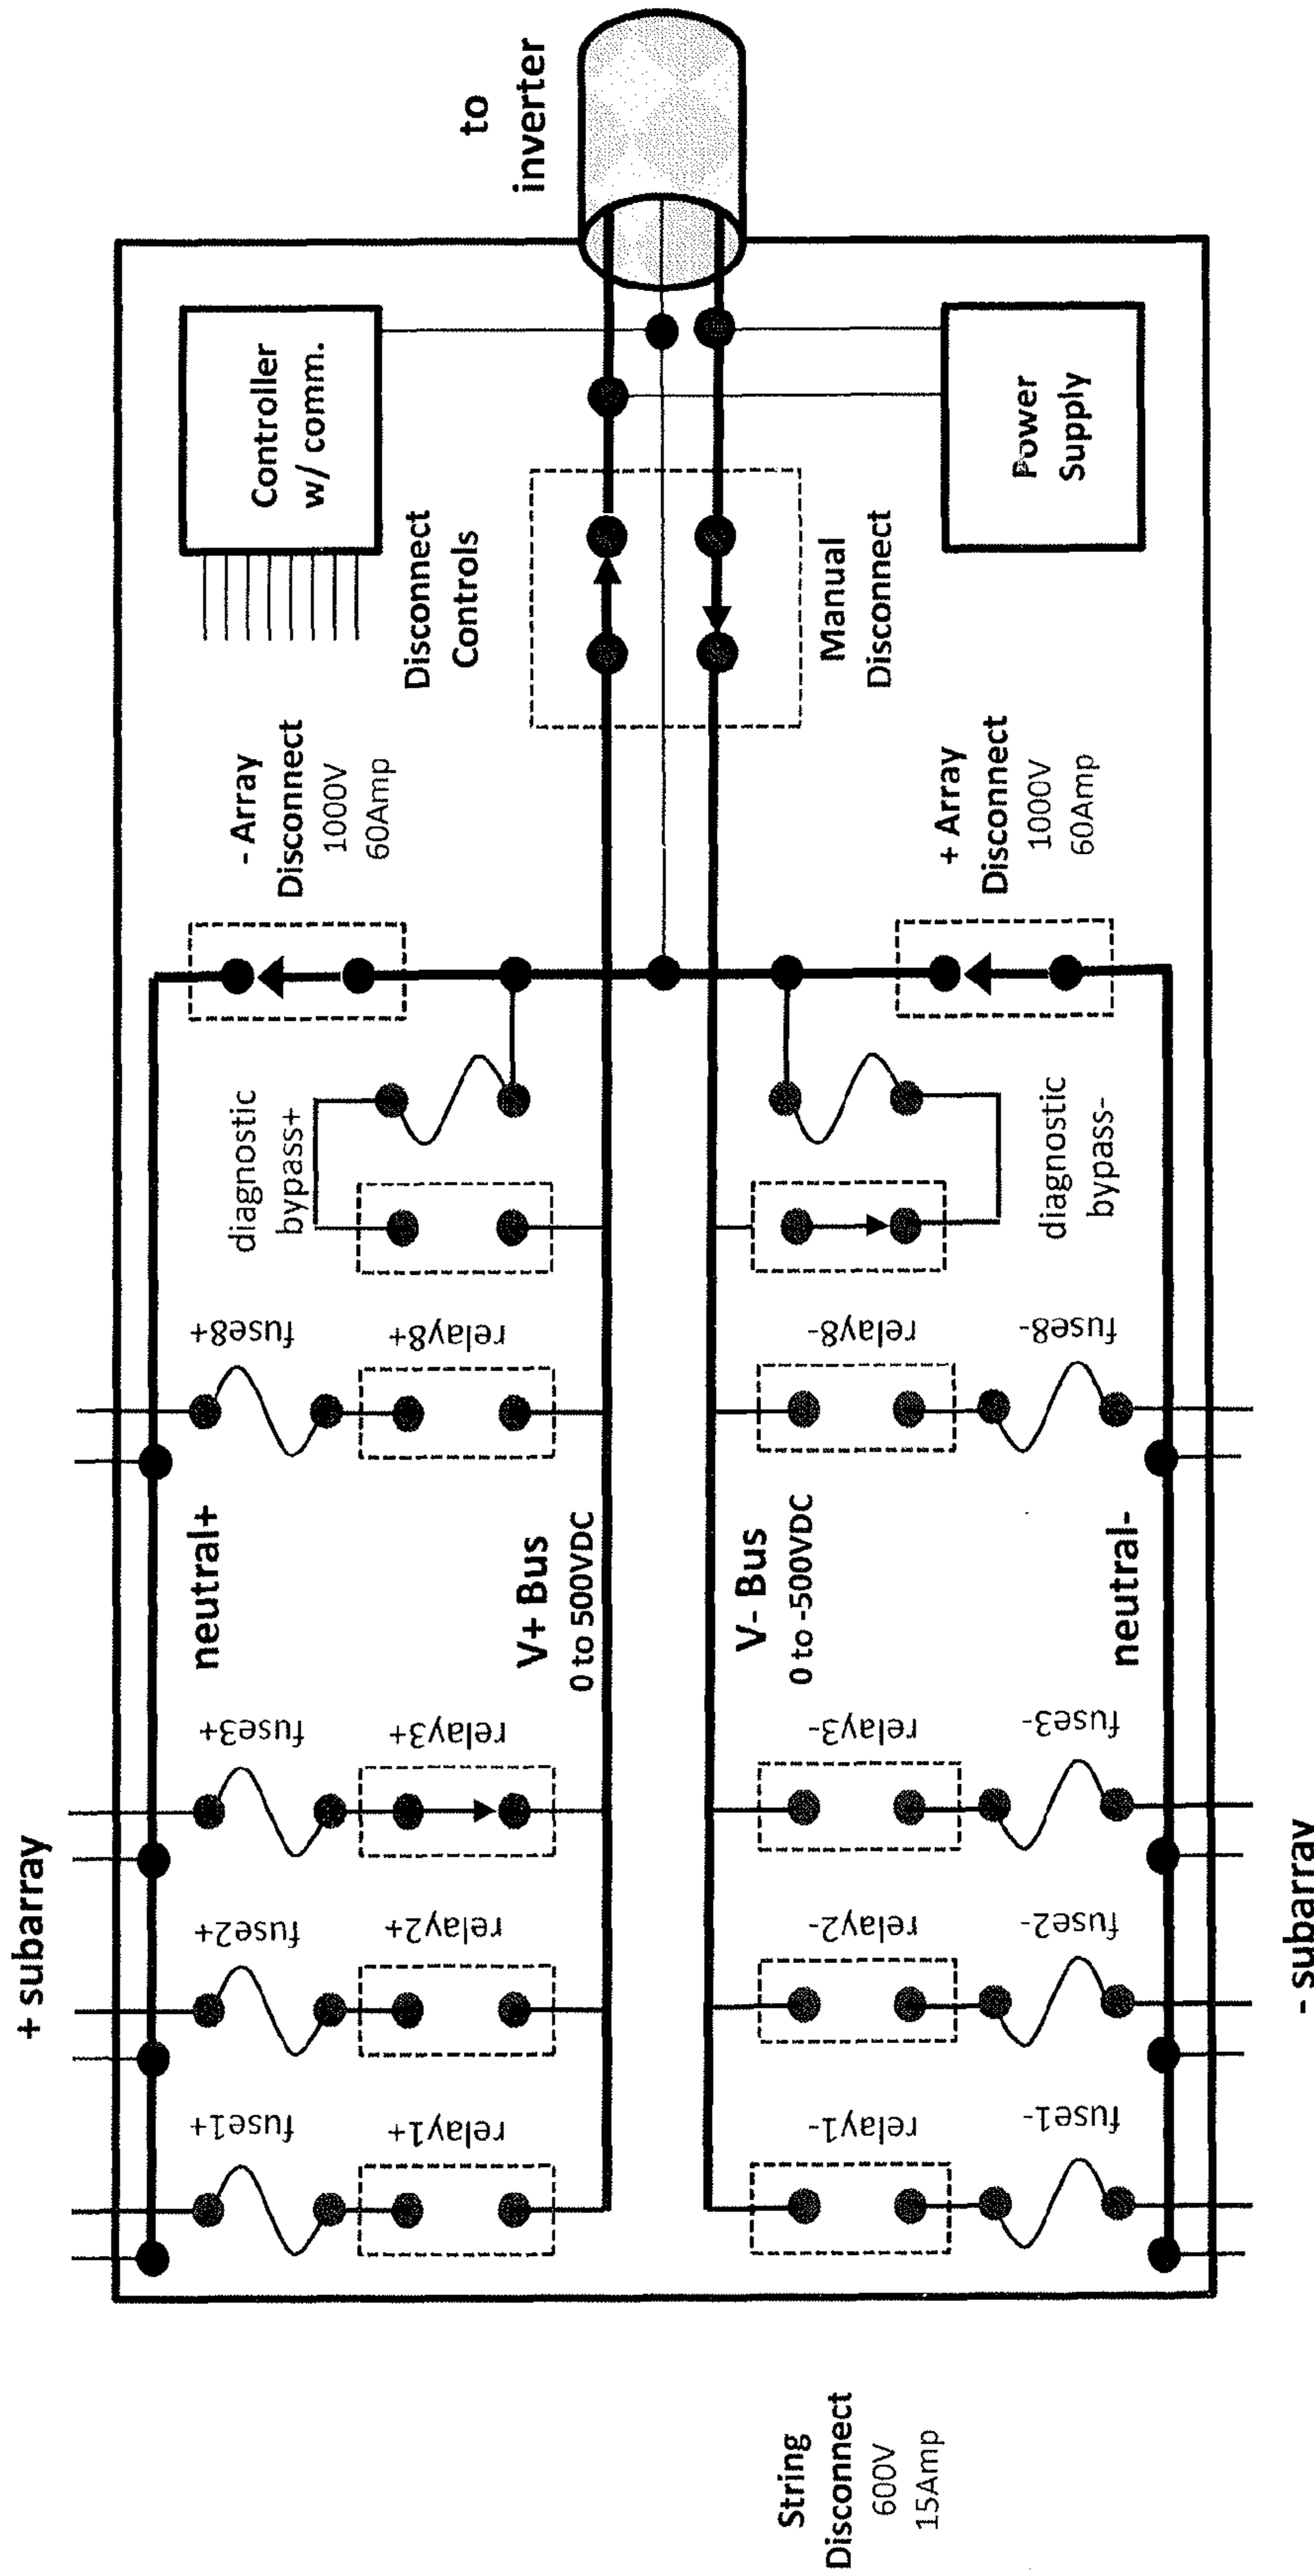 + subarray
fuse1+
fuse2+
fuse3+
fuse8+
relay1+
relay2+
relay3+
relay8+
neutral+
V+ Bus
0 to 500VDC
diagnostic
bypass+
- Array
Disconnect
1000V
60Amp
Disconnect
Controls
Controller
w/ comm.
to
inverter
String
Disconnect
600V
15Amp
V- Bus
0 to -500VDC
relay1-
relay2-
relay3-
relay8-
fuse1-
fuse2-
fuse3-
fuse8-
neutral-
diagnostic
bypass-
Manual
Disconnect
+ Array
Disconnect
1000V
60Amp
Power
Supply
- subarray